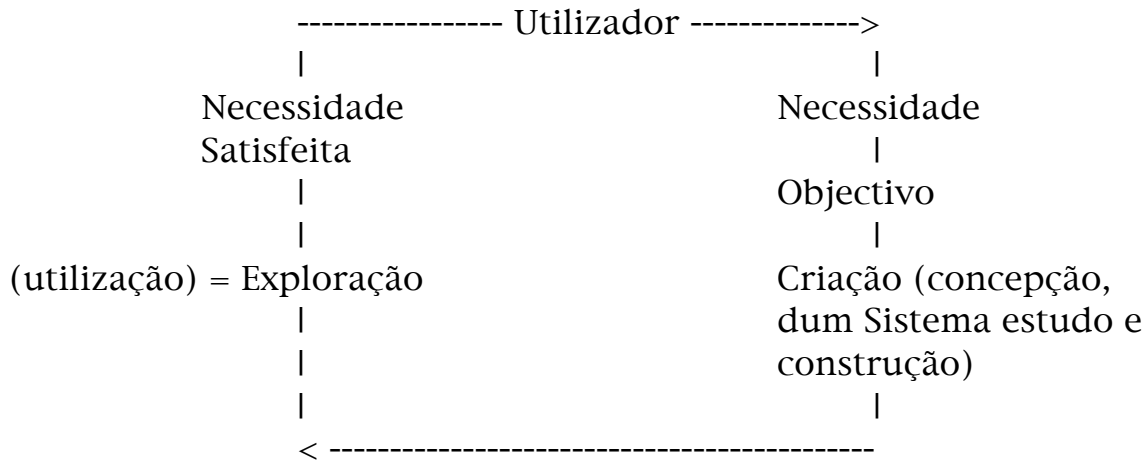 ----------------- Utilizador -------------->
| |
Necessidade Necessidade
Satisfeita |
| Objectivo
| |
(utilização) = Exploração Criação (concepção,
| dum Sistema estudo e
| construção)
| |
< ---------------------------------------------